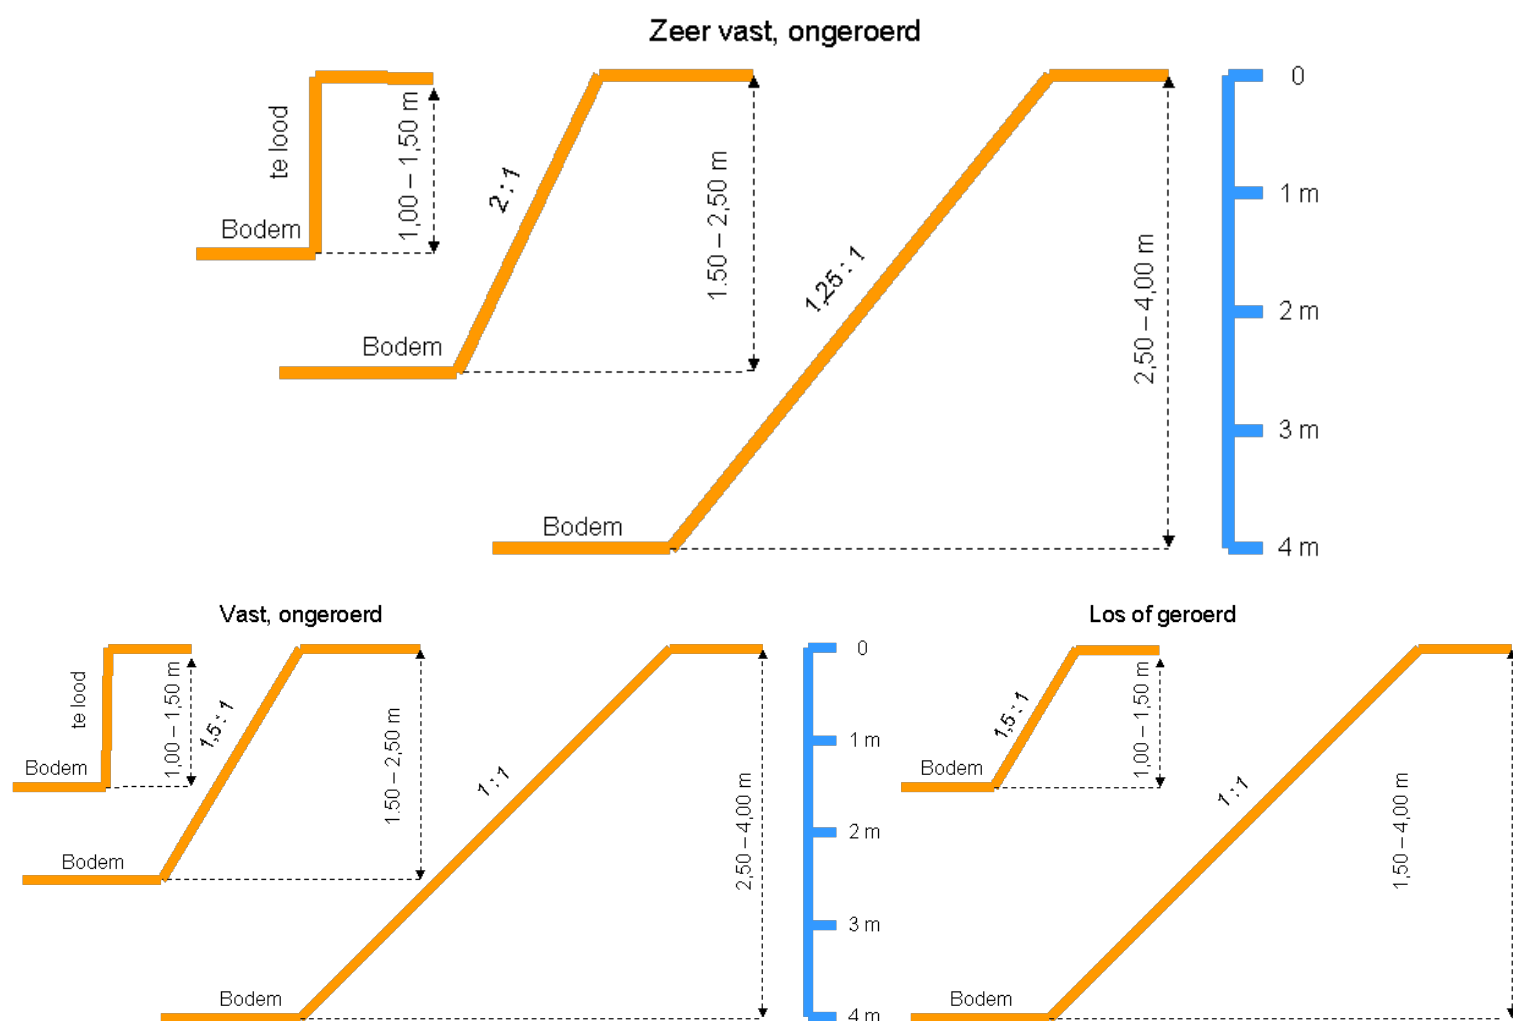 Zeer vast, ongeroerd
te lood
1,00 – 1,50 m
Bodem
2 : 1
1.50 – 2,50 m
Bodem
1,25 : 1
2,50 – 4,00 m
Bodem
0
1 m
2 m
3 m
4 m
Vast, ongeroerd
te lood
1,00 – 1,50 m
Bodem
1,5 : 1
1.50 – 2,50 m
Bodem
1 : 1
2,50 – 4,00 m
Bodem
0
1 m
2 m
3 m
4 m
Los of geroerd
1,5 : 1
1,00 – 1,50 m
Bodem
1 : 1
1,50 – 4,00 m
Bodem